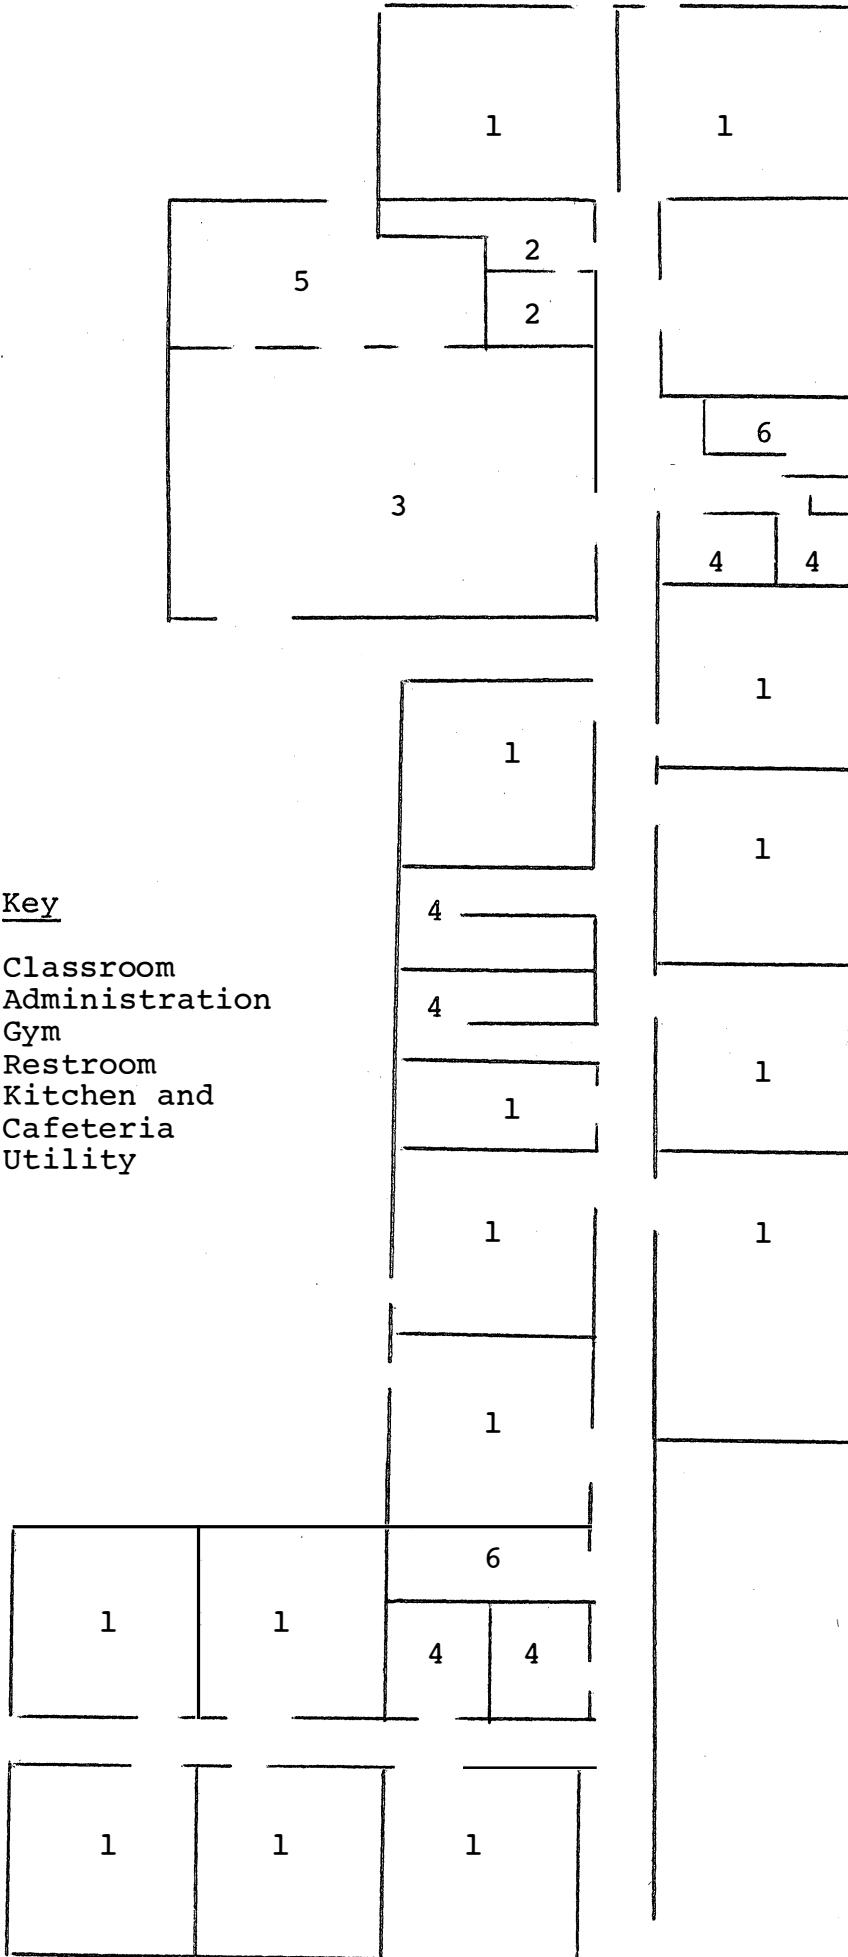 1 1
2
5
2
6
3
4 4
1
1
1
Key
4
Classroom
Administration
4
Gym
Restroom
1
Kitchen and
1
Cafeteria
Utility
1 1
1
6
1 1
4 4
1 1 1